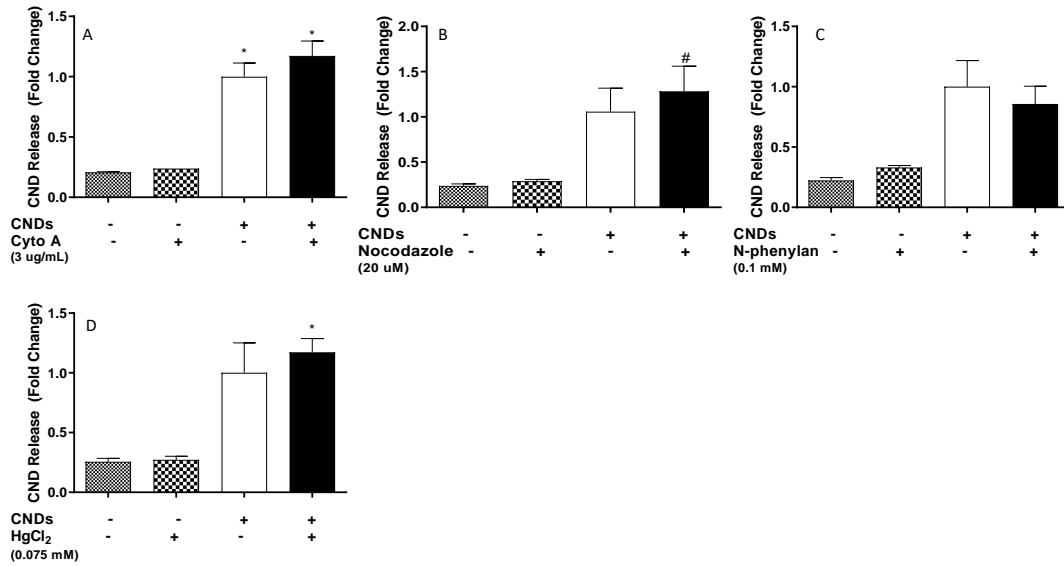 A
CND Release (Fold Change)
1.5
1.0
0.5
0.0
*
*
CNDs - - + +
Cyto A - + - +
(3 ug/mL)
B
CND Release (Fold Change)
2.0
1.5
1.0
0.5
0.0
#
CNDs - - + +
Nocodazole - + - +
(20 uM)
C
CND Release (Fold Change)
1.5
1.0
0.5
0.0
CNDs - - + +
N-phenylan - + - +
(0.1 mM)
D
CND Release (Fold Change)
1.5
1.0
0.5
0.0
*
CNDs - - + +
HgCl₂ - + - +
(0.075 mM)